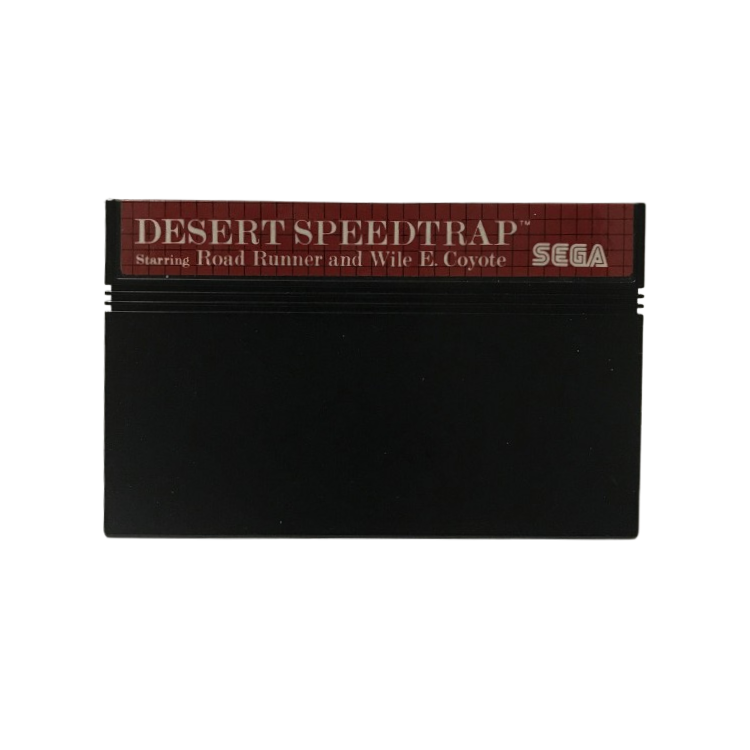 DESERT SPEEDTRAP™
Starring Road Runner and Wile E. Coyote
SEGA